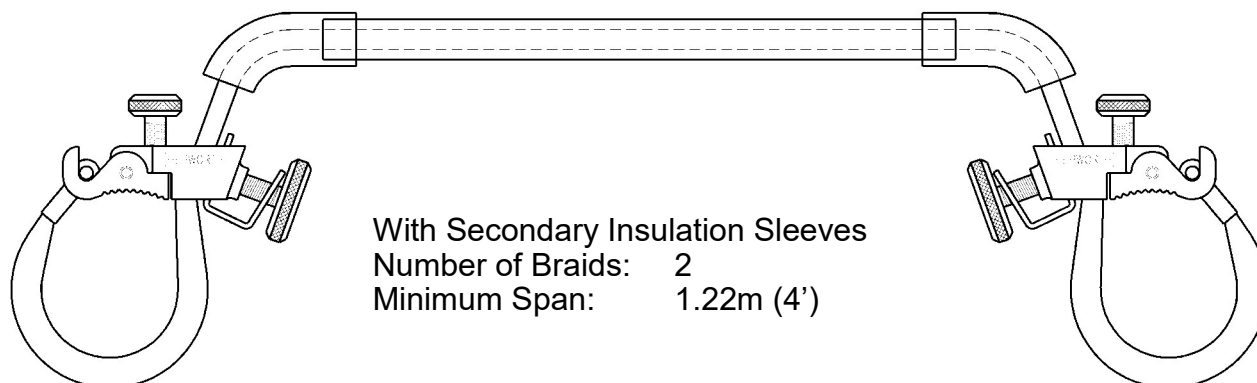 With Secondary Insulation Sleeves
Number of Braids: 2
Minimum Span: 1.22m (4’)